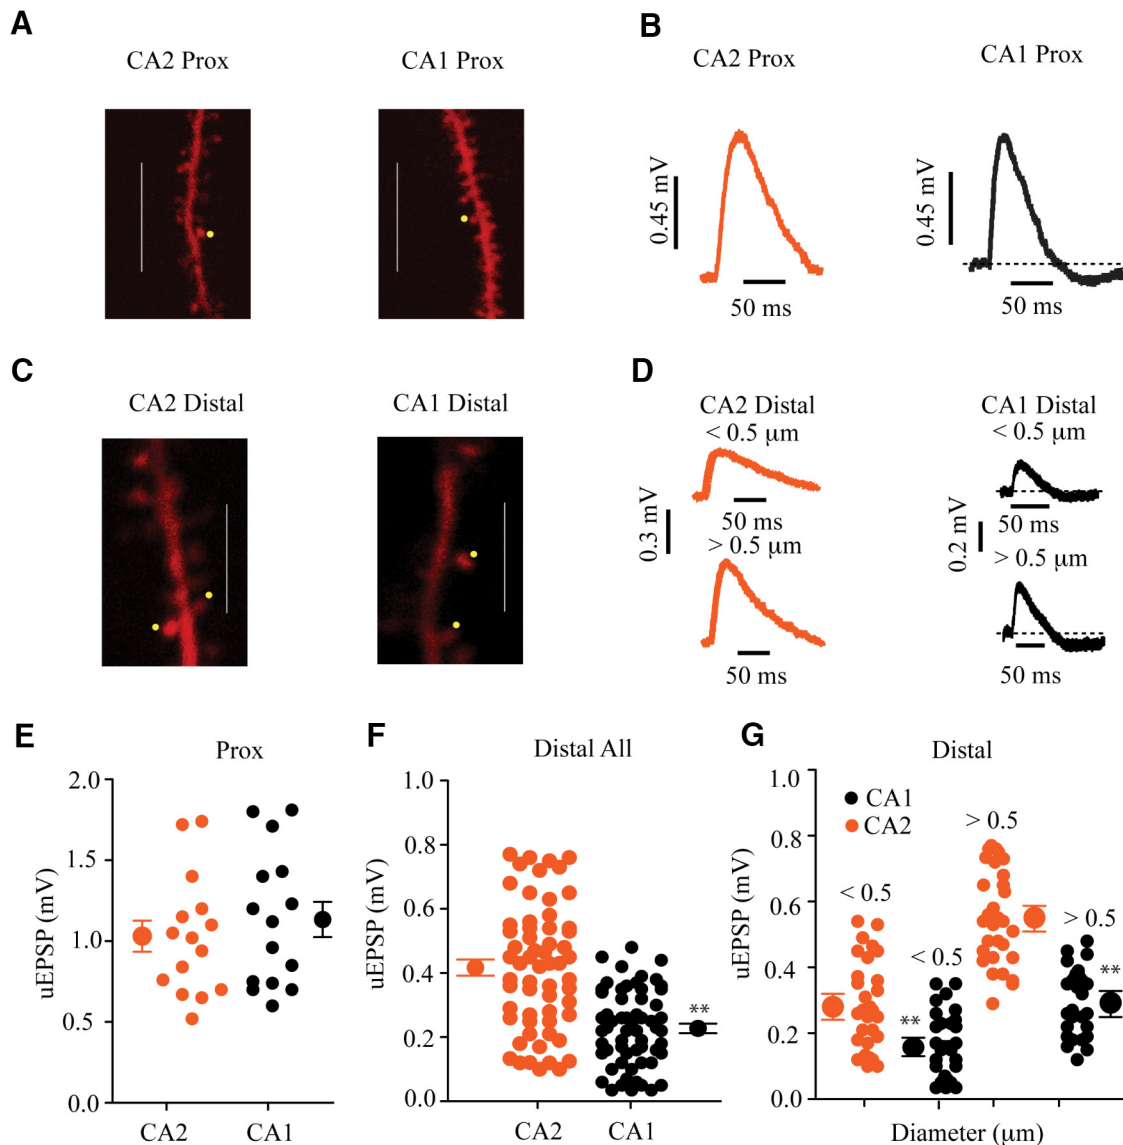 A
CA2 Prox
CA1 Prox
B
CA2 Prox
CA1 Prox
0.45 mV
50 ms
0.45 mV
50 ms
C
CA2 Distal
CA1 Distal
D
CA2 Distal
< 0.5 µm
50 ms
0.3 mV
> 0.5 µm
50 ms
CA1 Distal
< 0.5 µm
50 ms
0.2 mV
> 0.5 µm
50 ms
E
Prox
uEPSP (mV)
2.0
1.5
1.0
0.5
0.0
CA2
CA1
F
Distal All
uEPSP (mV)
1.0
0.8
0.6
0.4
0.2
0.0
**
CA2
CA1
G
Distal
uEPSP (mV)
1.0
0.8
0.6
0.4
0.2
0.0
CA1
CA2
< 0.5
**
< 0.5
> 0.5
> 0.5
**
Diameter (µm)